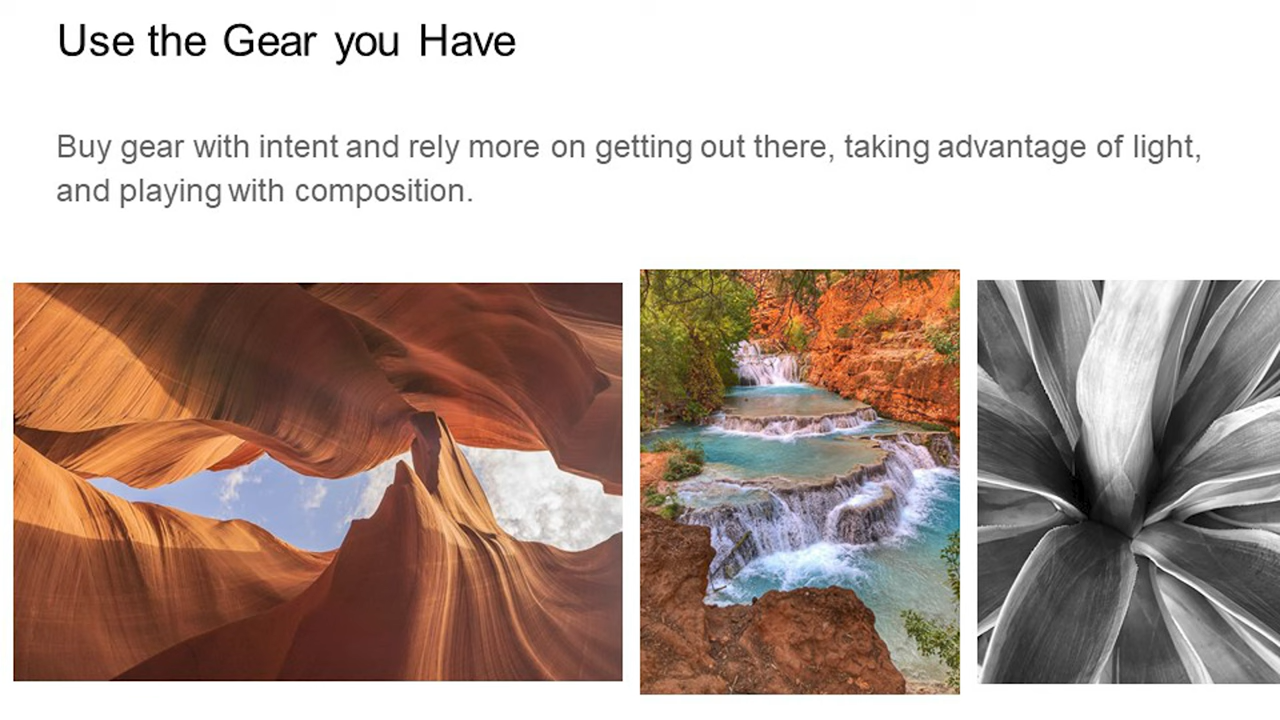 Use the Gear you Have
Buy gear with intent and rely more on getting out there, taking advantage of light,
and playing with composition.